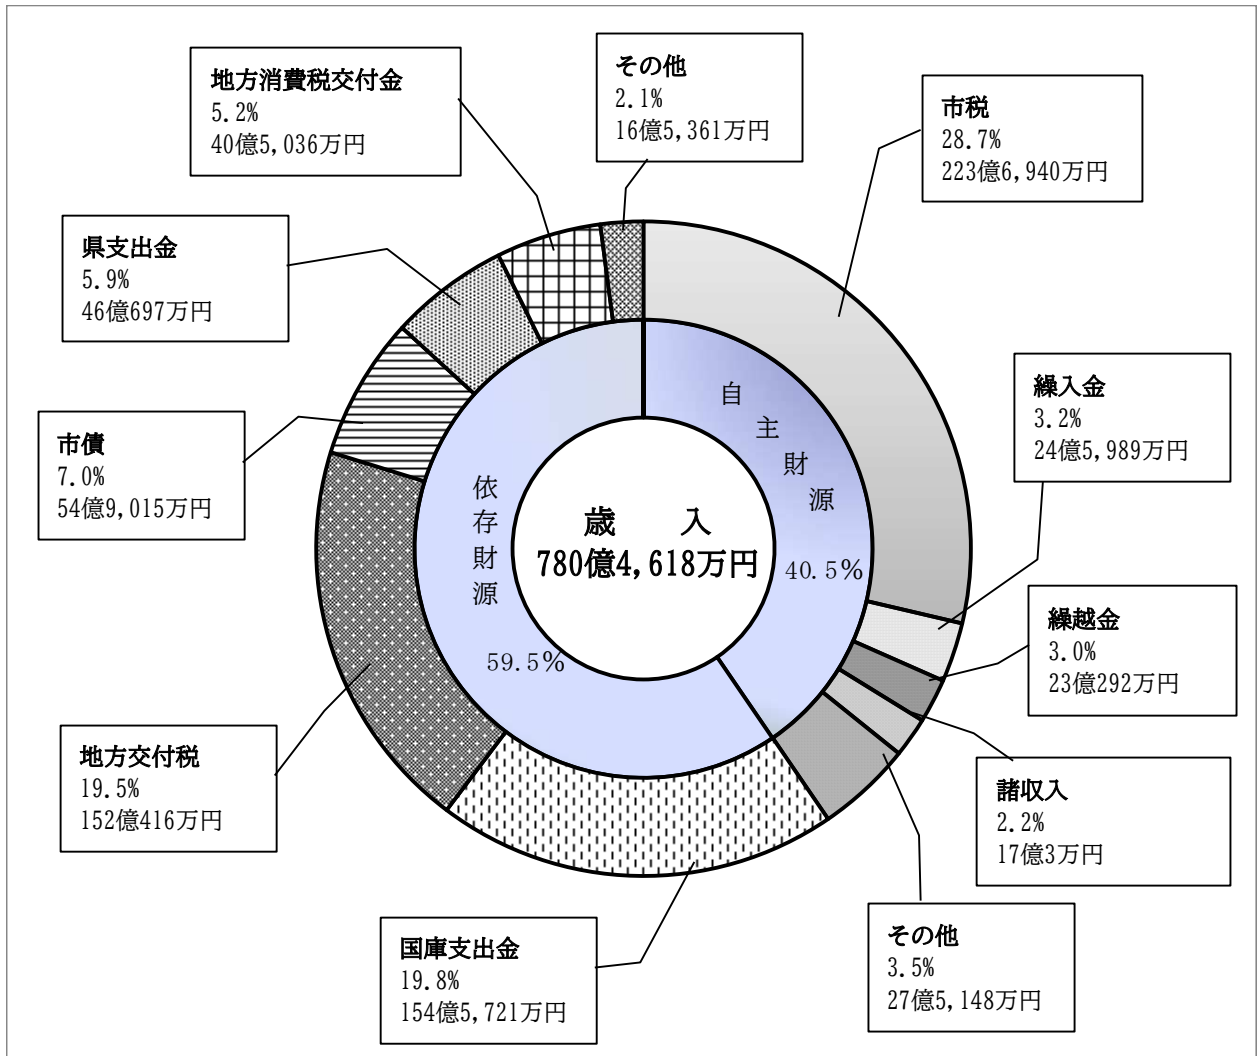 地方消費税交付金
5.2%
40億5,036万円
その他
2.1%
16億5,361万円
市税
28.7%
223億6,940万円
県支出金
5.9%
46億697万円
繰入金
3.2%
24億5,989万円
市債
7.0%
54億9,015万円
自主財源
40.5%
依存財源
59.5%
歳　入
780億4,618万円
繰越金
3.0%
23億292万円
地方交付税
19.5%
152億416万円
諸収入
2.2%
17億3万円
国庫支出金
19.8%
154億5,721万円
その他
3.5%
27億5,148万円